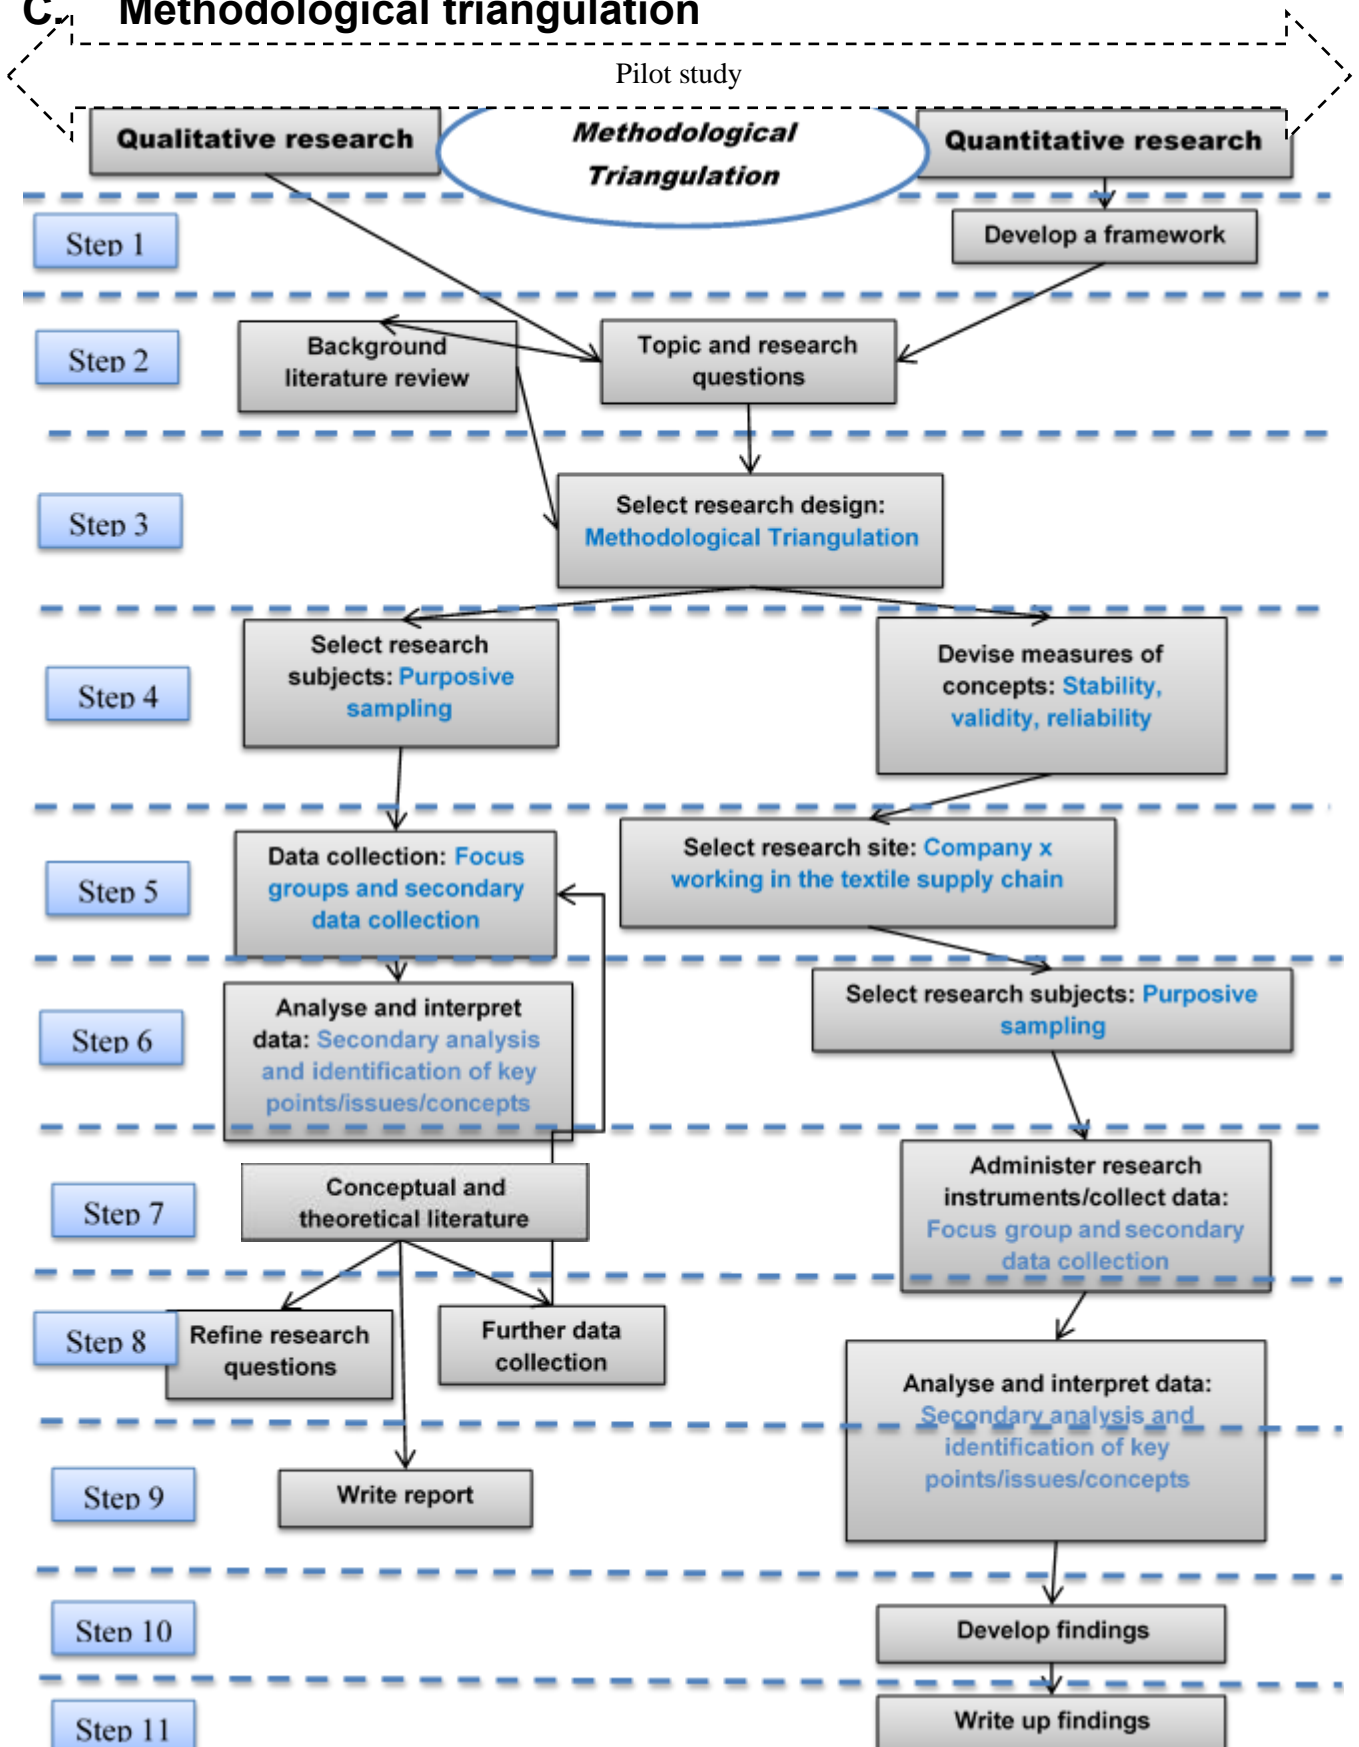 C. Methodological triangulation
Pilot study
Qualitative research
Methodological
Triangulation
Quantitative research
Step 1
Develop a framework
Step 2
Background
literature review
Topic and research
questions
Step 3
Select research design:
Methodological Triangulation
Step 4
Select research
subjects: Purposive
sampling
Devise measures of
concepts: Stability,
validity, reliability
Step 5
Data collection: Focus
groups and secondary
data collection
Select research site: Company x
working in the textile supply chain
Step 6
Analyse and interpret
data: Secondary analysis
and identification of key
points/issues/concepts
Select research subjects: Purposive
sampling
Step 7
Conceptual and
theoretical literature
Administer research
instruments/collect data:
Focus group and secondary
data collection
Step 8
Refine research
questions
Further data
collection
Analyse and interpret data:
Secondary analysis and
identification of key
points/issues/concepts
Step 9
Write report
Step 10
Develop findings
Step 11
Write up findings